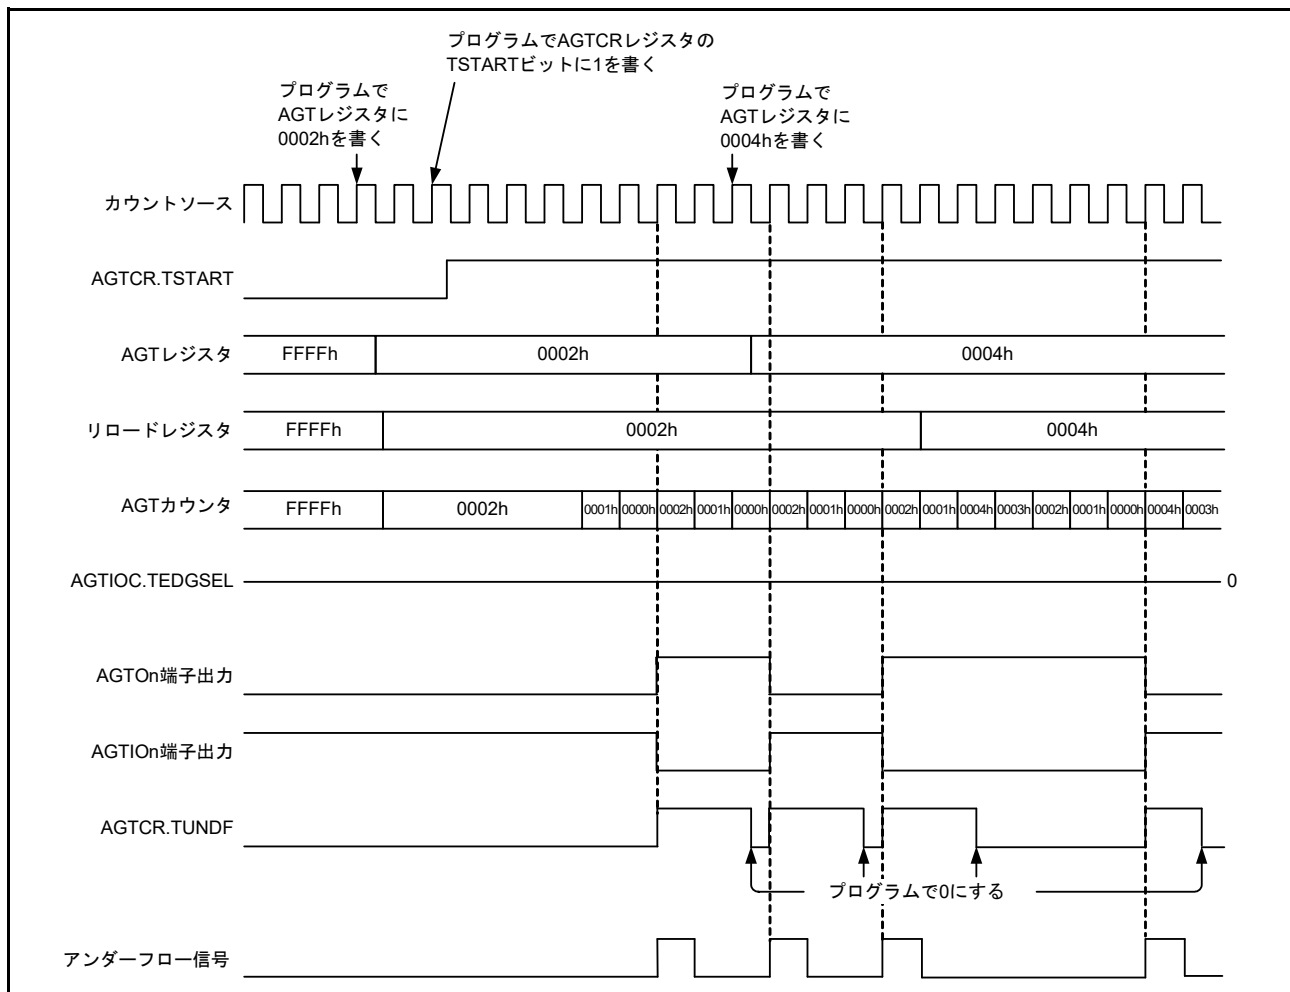 プログラムでAGTCRレジスタの
TSTARTビットに1を書く
プログラムで
AGTレジスタに
0002hを書く
プログラムで
AGTレジスタに
0004hを書く
カウントソース
AGTCR.TSTART
AGTレジスタ FFFFh 0002h 0004h
リロードレジスタ FFFFh 0002h 0004h
AGTカウンタ FFFFh 0002h 0001h 0000h 0002h 0001h 0000h 0002h 0001h 0000h 0002h 0001h 0004h 0003h 0002h 0001h 0000h 0004h 0003h
AGTIOC.TEDGSEL 0
AGTOn端子出力
AGTIOn端子出力
AGTCR.TUNDF
プログラムで0にする
アンダーフロー信号